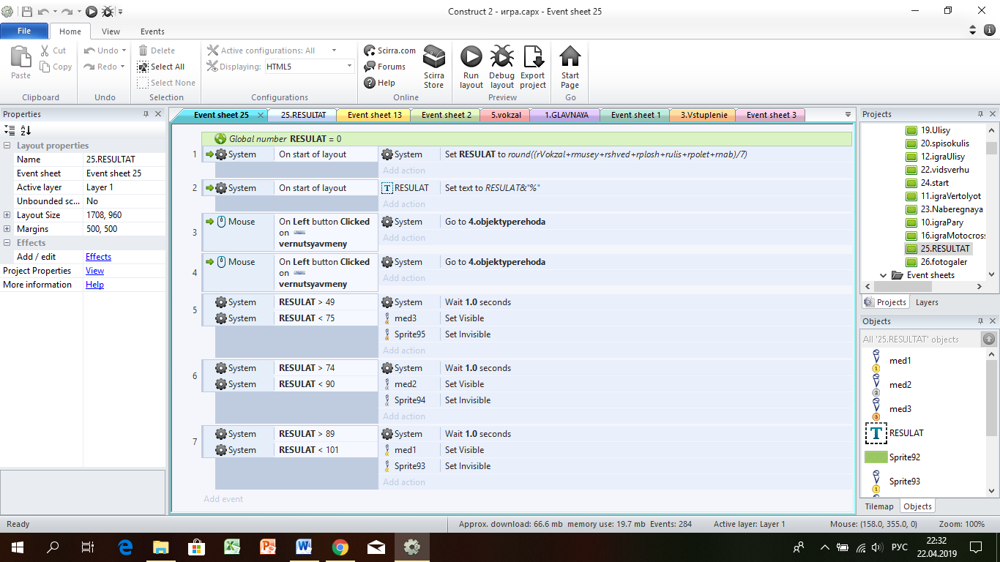 Construct 2 - игра.capx - Event sheet 25
File Home View Events
Paste Cut Copy Clipboard
Undo Redo Undo
Delete Select All Select None Selection
Active configurations: All
Displaying: HTML5
Configurations
Scirra.com Forums Help Scirra Store Online
Run layout Debug layout Export project Preview
Start Page Go
Properties
Layout properties
Name 25.RESULTAT
Event sheet Event sheet 25
Active layer Layer 1
Unbounded sc... No
Layout Size 1708, 960
Margins 500, 500
Effects
Add / edit Effects
Project Properties View
More information Help
Event sheet 25 25.RESULTAT Event sheet 13 Event sheet 2 5.vokzal 1.GLAVNAYA Event sheet 1 3.Vstuplenie Event sheet 3
Global number RESULAT = 0
1 System On start of layout System Set RESULAT to round((rVokzal+rmusey+rshved+rplosh+rulis+rpolet+rnab)/7)
Add action
2 System On start of layout T RESULAT Set text to RESULAT&"%"
Add action
3 Mouse On Left button Clicked on vernutsyavmeny System Go to 4.objektyperehoda
Add action
4 Mouse On Left button Clicked on vernutsyavmeny System Go to 4.objektyperehoda
Add action
5 System RESULAT > 49 System Wait 1.0 seconds
System RESULAT < 75 med3 Set Visible
Sprite95 Set Invisible
Add action
6 System RESULAT > 74 System Wait 1.0 seconds
System RESULAT < 90 med2 Set Visible
Sprite94 Set Invisible
Add action
7 System RESULAT > 89 System Wait 1.0 seconds
System RESULAT < 101 med1 Set Visible
Sprite93 Set Invisible
Add action
Add event
Projects
19.Ulisy
20.spisokulis
12.igraUlisy
22.vidsverhu
24.start
11.igraVertolyot
23.Naberegnaya
10.igraPary
16.igraMotocross
25.RESULTAT
26.fotogaler
Event sheets
Projects Layers
Objects
All '25.RESULTAT' objects
1 med1
2 med2
3 med3
T RESULAT
Sprite92
1 Sprite93
Tilemap Objects
Ready Approx. download: 66.6 mb memory use: 19.7 mb Events: 284 Active layer: Layer 1 Mouse: (158.0, 355.0, 0) Zoom: 100%
РУС 22:32
22.04.2019